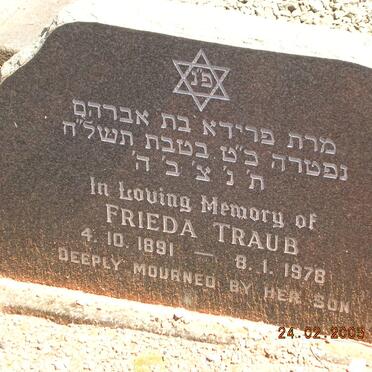 פ״נ
מרת פרידא בת אברהם
נפטרה כ״ט בטבת תשל״ח
ת׳ נ׳ צ׳ ב׳ ה׳
In Loving Memory of
FRIEDA TRAUB
4.10.1891 — 8.1.1978
DEEPLY MOURNED BY HER SON
24.02.2005